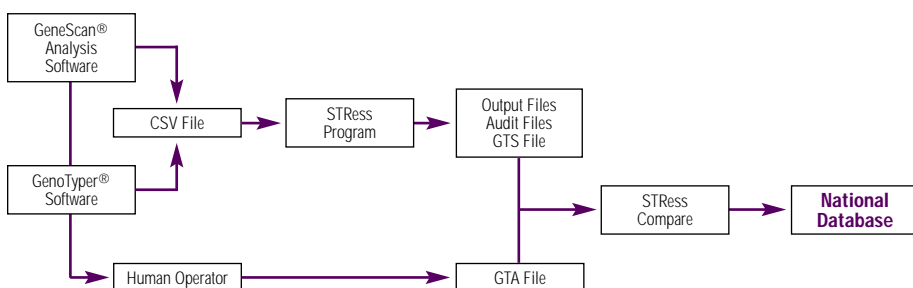 GeneScan®
Analysis
Software
CSV File
STRess
Program
Output Files
Audit Files
GTS File
GenoTyper®
Software
STRess
Compare
National
Database
Human Operator
GTA File